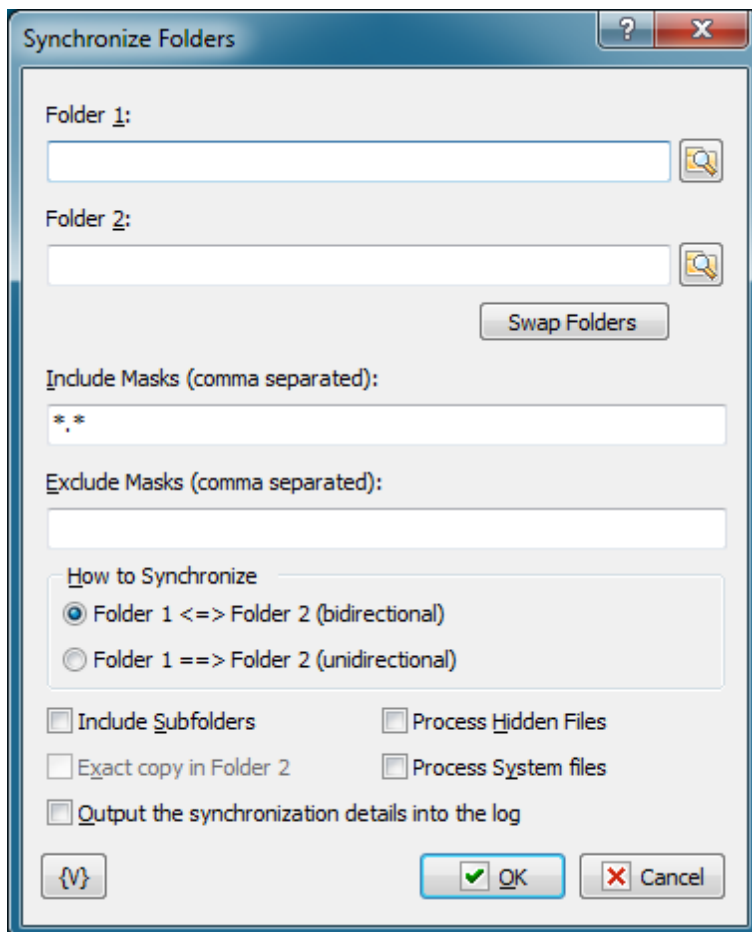 Synchronize Folders
?
Folder 1:
Folder 2:
Swap Folders
Include Masks (comma separated):
*.*
Exclude Masks (comma separated):
How to Synchronize
Folder 1 <=> Folder 2 (bidirectional)
Folder 1 ==> Folder 2 (unidirectional)
Include Subfolders Process Hidden Files
Exact copy in Folder 2 Process System files
Output the synchronization details into the log
{V} OK Cancel